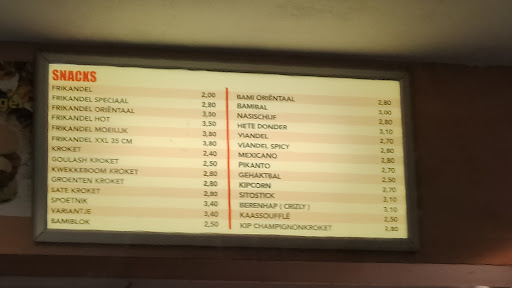 SNACKS
FRIKANDEL 2,00
FRIKANDEL SPECIAAL 2,80
FRIKANDEL ORIËNTAAL 3,50
FRIKANDEL HOT 3,50
FRIKANDEL MOEILIJK 3,80
FRIKANDEL XXL 35 CM 3,80
KROKET 2,40
GOULASH KROKET 2,50
KWEKKEBOOM KROKET 2,80
GROENTEN KROKET 2,80
SATE KROKET 2,80
SPOETNIK 3,40
VARIANTJE 3,40
BAMIBLOK 2,50
BAMI ORIËNTAAL 2,80
BAMIBAL 3,00
NASISCHIJF 2,80
HETE DONDER 3,10
VIANDEL 2,70
VIANDEL SPICY 2,80
MEXICANO 2,80
PIKANTO 2,70
GEHAKTBAL 2,50
KIPCORN 2,70
SITOSTICK 3,10
BERENHAP ( CRIZLY ) 3,10
KAASSOUFFLÉ 2,50
KIP CHAMPIGNONKROKET 2,80